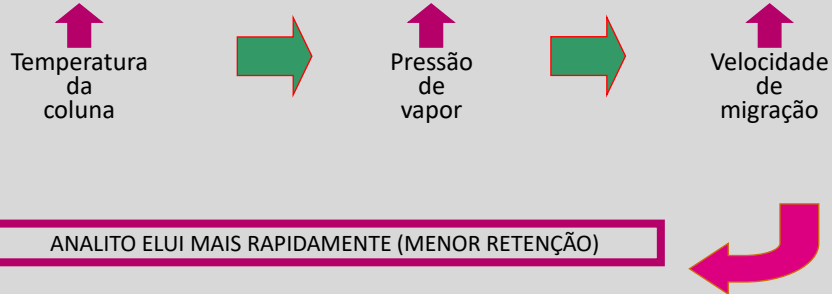 Temperatura
da
coluna
Pressão
de
vapor
Velocidade
de
migração
ANALITO ELUI MAIS RAPIDAMENTE (MENOR RETENÇÃO)